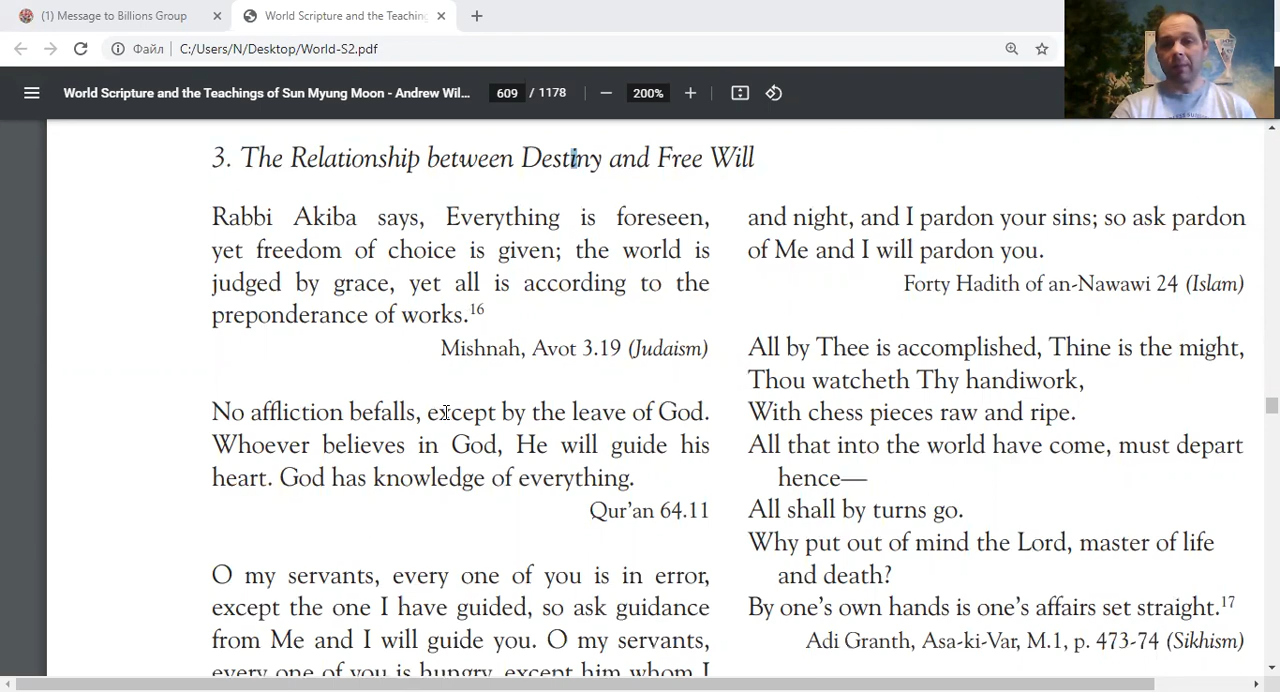 (1) Message to Billions Group
World Scripture and the Teaching
Файл
C:/Users/N/Desktop/World-S2.pdf
World Scripture and the Teachings of Sun Myung Moon - Andrew Wil...
609 / 1178
200%
3. The Relationship between Destiny and Free Will
Rabbi Akiba says, Everything is foreseen,
yet freedom of choice is given; the world is
judged by grace, yet all is according to the
preponderance of works.16
Mishnah, Avot 3.19 (Judaism)
No affliction befalls, except by the leave of God.
Whoever believes in God, He will guide his
heart. God has knowledge of everything.
Qur'an 64.11
O my servants, every one of you is in error,
except the one I have guided, so ask guidance
from Me and I will guide you. O my servants,
every one of you is hungry, except him whom I
and night, and I pardon your sins; so ask pardon
of Me and I will pardon you.
Forty Hadith of an-Nawawi 24 (Islam)
All by Thee is accomplished, Thine is the might,
Thou watcheth Thy handiwork,
With chess pieces raw and ripe.
All that into the world have come, must depart
hence—
All shall by turns go.
Why put out of mind the Lord, master of life
and death?
By one's own hands is one's affairs set straight.17
Adi Granth, Asa-ki-Var, M.1, p. 473-74 (Sikhism)